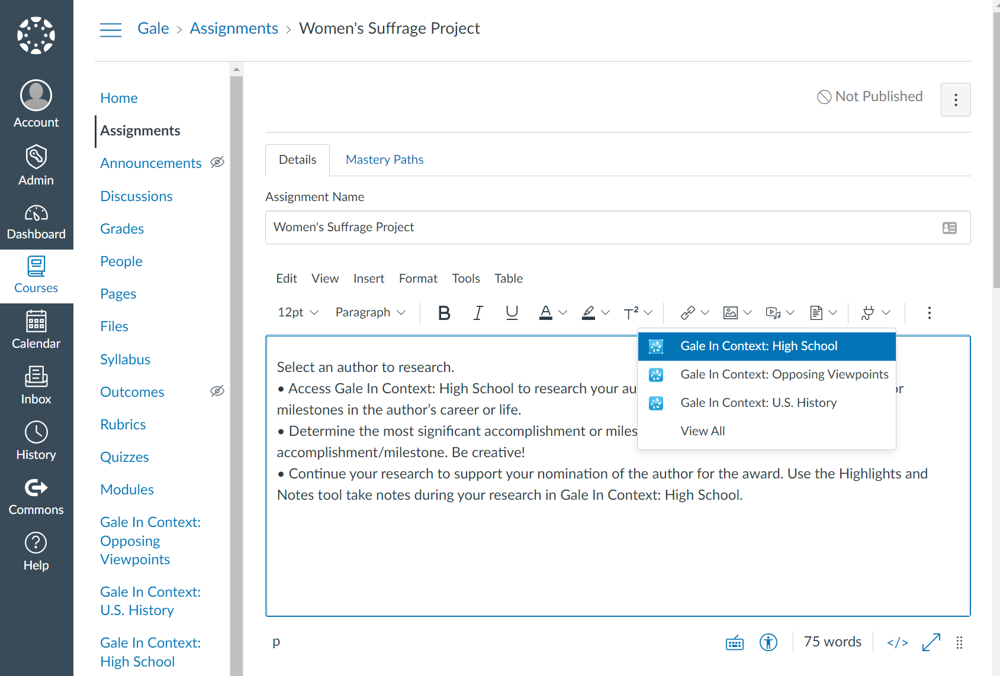 Gale > Assignments > Women's Suffrage Project
Account
Admin
Dashboard
Courses
Calendar
Inbox
History
Commons
Help
Home
Assignments
Announcements
Discussions
Grades
People
Pages
Files
Syllabus
Outcomes
Rubrics
Quizzes
Modules
Gale In Context:
Opposing
Viewpoints
Gale In Context:
U.S. History
Gale In Context:
High School
Not Published
Details Mastery Paths
Assignment Name
Women's Suffrage Project
Edit View Insert Format Tools Table
12pt Paragraph B I U A T²
Gale In Context: High School
Gale In Context: Opposing Viewpoints
Gale In Context: U.S. History
View All
Select an author to research.
• Access Gale In Context: High School to research your
milestones in the author’s career or life.
• Determine the most significant accomplishment or
accomplishment/milestone. Be creative!
• Continue your research to support your nomination of the author for the award. Use the Highlights and
Notes tool take notes during your research in Gale In Context: High School.
p 75 words </>